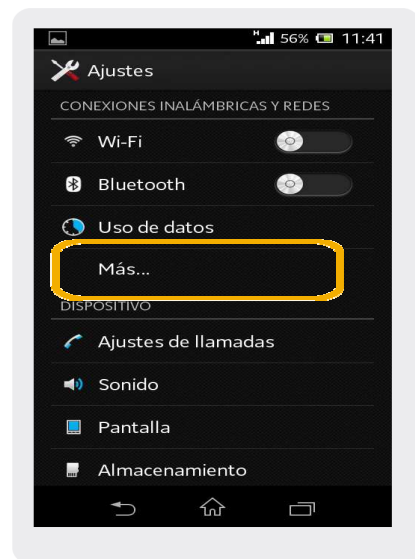 H 56% 11:41
Ajustes
CONEXIONES INALÁMBRICAS Y REDES
Wi-Fi
Bluetooth
Uso de datos
Más...
DISPOSITIVO
Ajustes de llamadas
Sonido
Pantalla
Almacenamiento